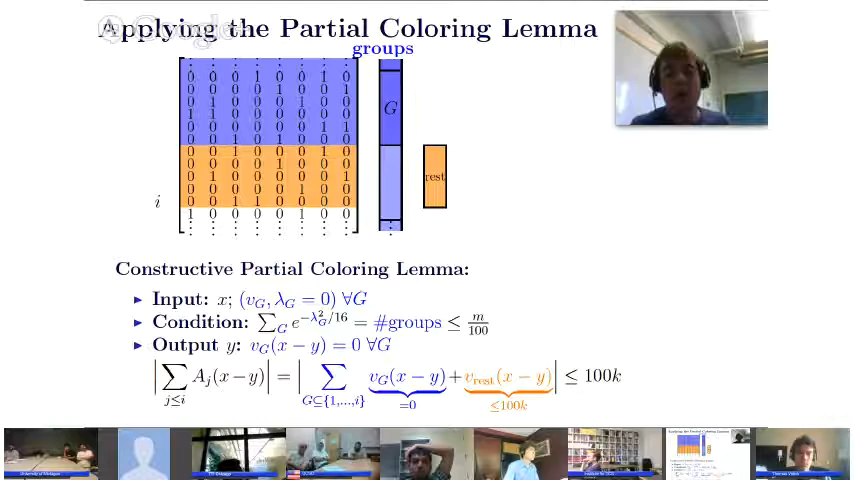 Applying the Partial Coloring Lemma
groups
⋮ ⋮ ⋮ ⋮ ⋮ ⋮ ⋮ ⋮
0 0 0 1 0 0 1 0
0 0 0 0 1 0 0 1
0 1 0 0 0 1 0 0
1 1 0 0 0 0 0 0
0 0 0 0 0 0 1 1
0 0 1 0 1 0 0 0
0 0 1 0 0 0 1 0
0 0 0 0 1 0 0 0
0 1 0 0 0 0 0 1
0 0 0 0 0 1 0 0
0 0 1 1 0 0 0 0
1 0 0 0 0 1 0 0
⋮ ⋮ ⋮ ⋮ ⋮ ⋮ ⋮ ⋮
G
rest
i
Constructive Partial Coloring Lemma:
▸ Input: x; (v_G, λ_G = 0) ∀G
▸ Condition: ∑_G e^{-λ_G^2/16} = #groups ≤ m/100
▸ Output y: v_G(x − y) = 0 ∀G
|∑_{j≤i} A_j(x−y)| = |∑_{G⊆{1,...,i}} v_G(x − y) + v_rest(x − y)| ≤ 100k
=0
≤100k